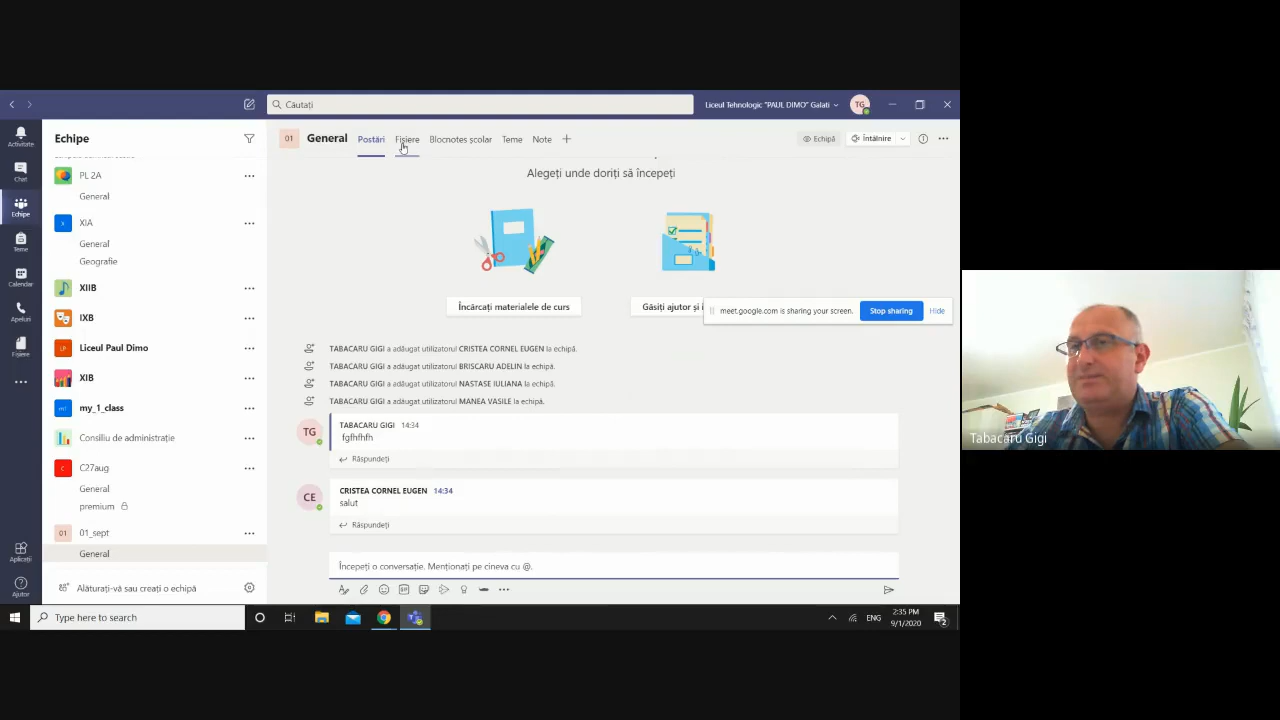 Căutați
Liceul Tehnologic "PAUL DIMO" Galati
TG
Activitate
Chat
Echipe
Teme
Calendar
Apeluri
Fișiere
Aplicații
Ajutor
Echipe
PL 2A
General
XIA
General
Geografie
XIIB
IXB
LP
Liceul Paul Dimo
XIB
my_1_class
Consiliu de administrație
C
C27aug
General
premium
01
01_sept
General
Alăturați-vă sau creați o echipă
01
General
Postări
Fișiere
Blocnotes școlar
Teme
Note
Echipă
Întâlnire
Alegeți unde doriți să începeți
Încărcați materialele de curs
Găsiți ajutor și i
meet.google.com is sharing your screen.
Stop sharing
Hide
TABACARU GIGI a adăugat utilizatorul CRISTEA CORNEL EUGEN la echipă.
TABACARU GIGI a adăugat utilizatorul BRISCARU ADELIN la echipă.
TABACARU GIGI a adăugat utilizatorul NASTASE IULIANA la echipă.
TABACARU GIGI a adăugat utilizatorul MANEA VASILE la echipă.
TG
TABACARU GIGI 14:34
fgfhfhfh
Răspundeți
CE
CRISTEA CORNEL EUGEN 14:34
salut
Răspundeți
Începeți o conversație. Menționați pe cineva cu @.
Type here to search
ENG
2:35 PM
9/1/2020
2
Tabacaru Gigi